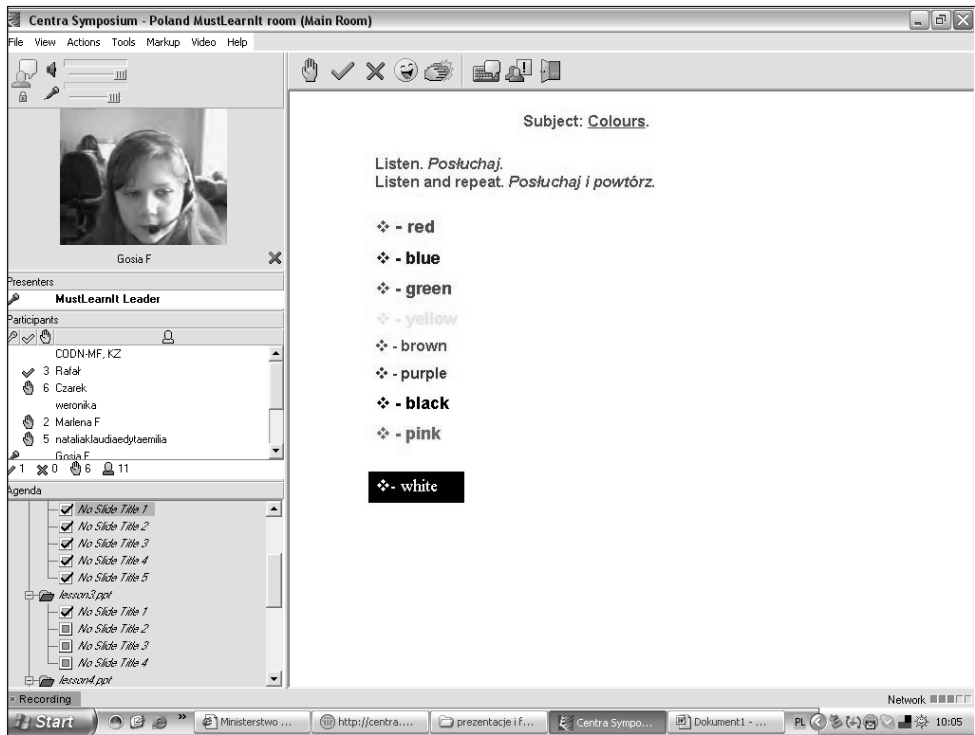 Centra Symposium - Poland MustLearnIt room (Main Room)
File View Actions Tools Markup Video Help
Gosia F
Presenters
MustLearnIt Leader
Participants
CODN-MF, KZ
3 Rafał
6 Czarek
weronika
2 Marlena F
5 nataliaklaudiaedytaemilia
Gosia F
1 0 6 11
Agenda
No Slide Title 1
No Slide Title 2
No Slide Title 3
No Slide Title 4
No Slide Title 5
lesson3.ppt
No Slide Title 1
No Slide Title 2
No Slide Title 3
No Slide Title 4
lesson4.ppt
Subject: Colours.
Listen. Posłuchaj.
Listen and repeat. Posłuchaj i powtórz.
- red
- blue
- green
- yellow
- brown
- purple
- black
- pink
- white
Recording Network
Start » Ministerstwo ... http://centra.... prezentacje i f... Centra Sympo... Dokument1 - ... PL 10:05